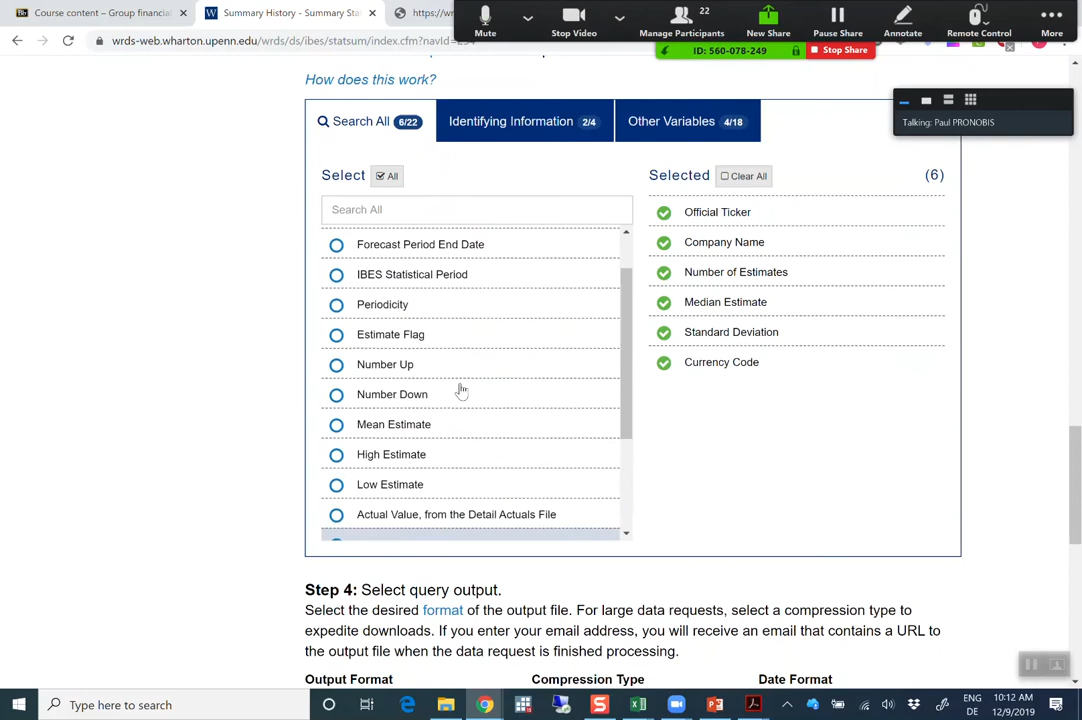 Course content – Group financial
Summary History - Summary Sta
https://w
wrds-web.wharton.upenn.edu/wrds/ds/ibes/statsum/index.cfm?navId=2
Mute
Stop Video
22
Manage Participants
New Share
Pause Share
Annotate
Remote Control
More
ID: 560-078-249
Stop Share
Talking: Paul PRONOBIS
How does this work?
Search All 6/22
Identifying Information 2/4
Other Variables 4/18
Select All
Selected Clear All (6)
Search All
Forecast Period End Date
IBES Statistical Period
Periodicity
Estimate Flag
Number Up
Number Down
Mean Estimate
High Estimate
Low Estimate
Actual Value, from the Detail Actuals File
Official Ticker
Company Name
Number of Estimates
Median Estimate
Standard Deviation
Currency Code
Step 4: Select query output.
Select the desired format of the output file. For large data requests, select a compression type to
expedite downloads. If you enter your email address, you will receive an email that contains a URL to
the output file when the data request is finished processing.
Output Format
Compression Type
Date Format
Type here to search
ENG
DE
10:12 AM
12/9/2019